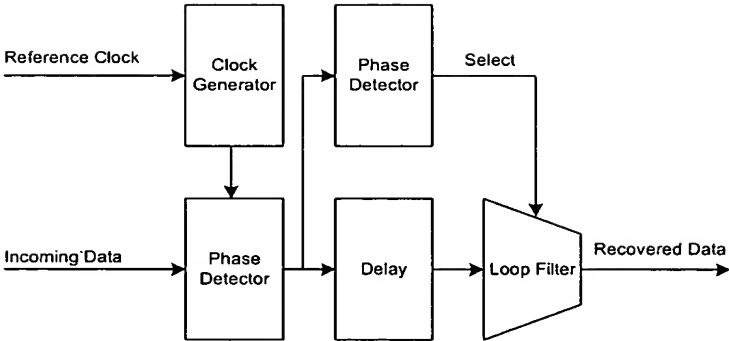 Reference Clock
Clock
Generator
Phase
Detector
Select
Incoming Data
Phase
Detector
Delay
Loop Filter
Recovered Data